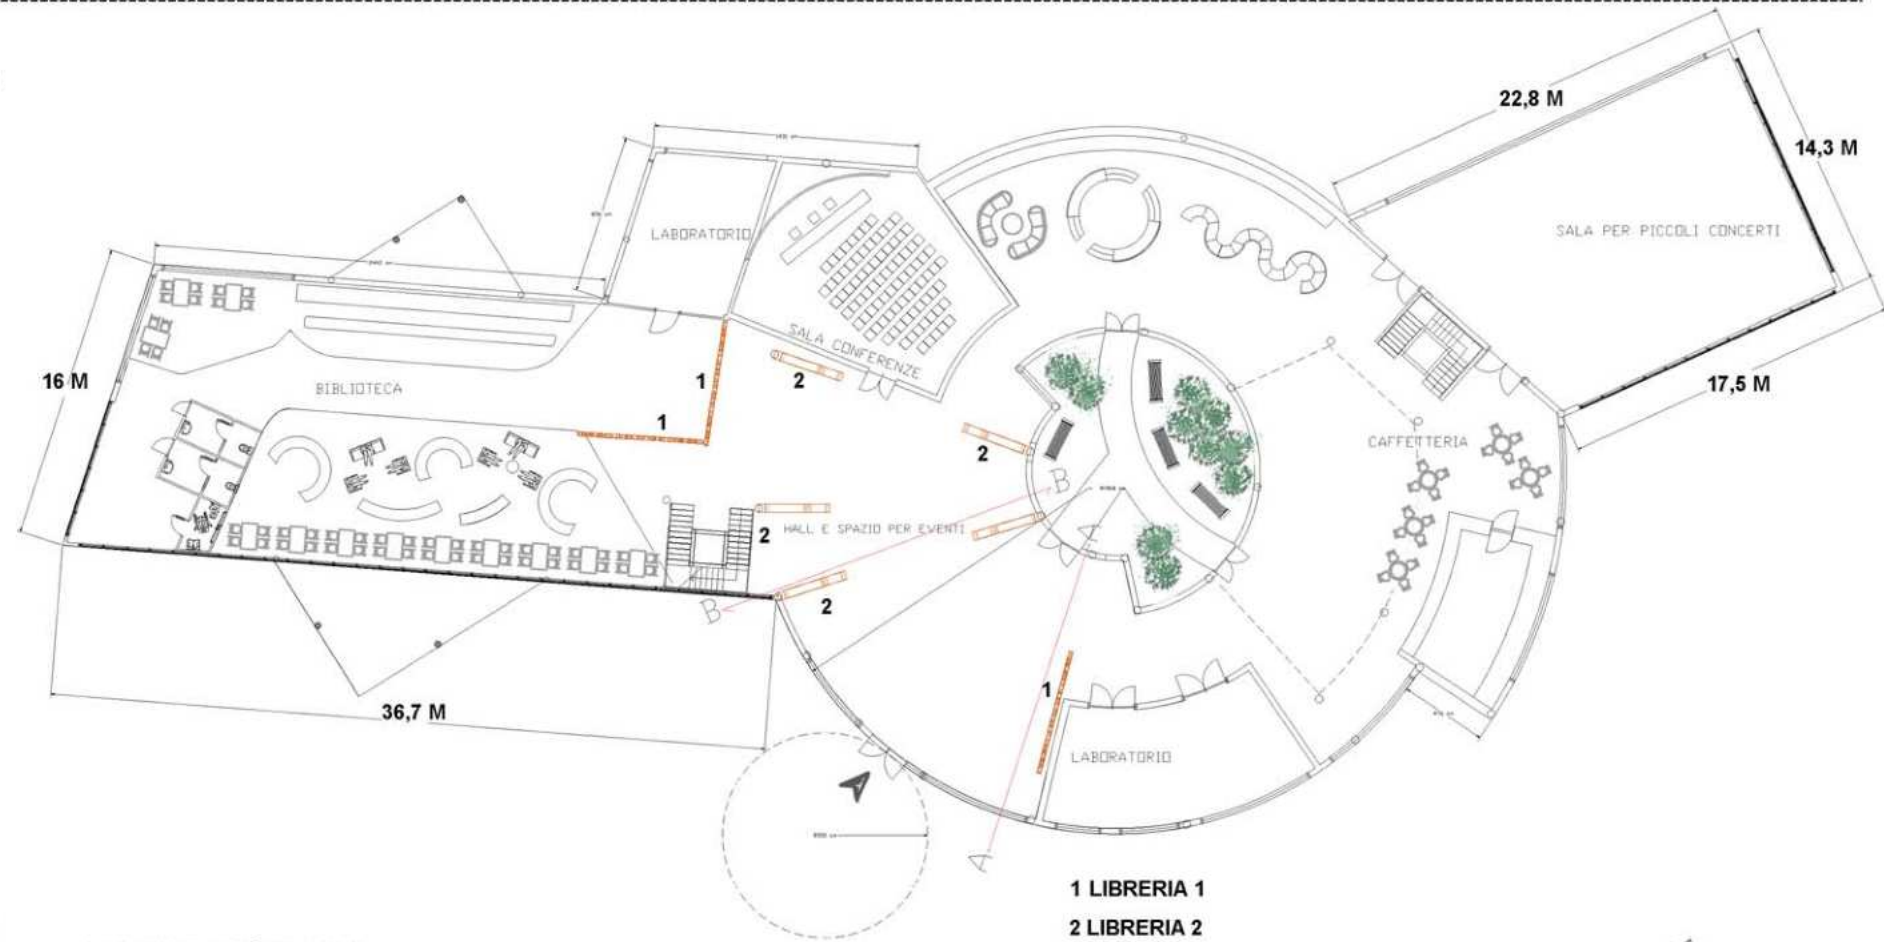 22,8 M
14,3 M
LABORATORIO
SALA PER PICCOLI CONCERTI
SALA CONFERENZE
16 M
BIBLIOTECA
1
2
17,5 M
1
2
CAFFETTERIA
B
2
HALL E SPAZIO PER EVENTI
A
B
2
1
36,7 M
LABORATORIO
A
1 LIBRERIA 1
2 LIBRERIA 2